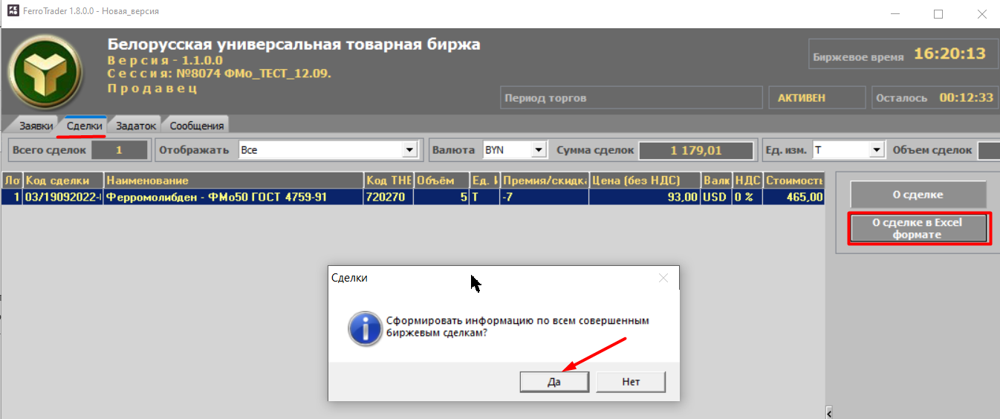 FerroTrader 1.8.0.0 - Новая_версия
Белорусская универсальная товарная биржа
Версия - 1.1.0.0
Сессия: №8074 ФМо_ТЕСТ_12.09.
Продавец
Биржевое время 16:20:13
Период торгов АКТИВЕН Осталось 00:12:33
Заявки Сделки Задаток Сообщения
Всего сделок 1 Отображать Все Валюта BYN Сумма сделок 1 179,01 Ед. изм. Т Объем сделок
Ло Код сделки Наименование Код ТНЕ Объём Ед. Премия/скидка Цена (без НДС) Валю НДС Стоимость
1 03/19092022- Ферромолибден - ФМо50 ГОСТ 4759-91 720270 5 Т -7 93,00 USD 0 % 465,00
О сделке
О сделке в Excel
формате
Сделки
Сформировать информацию по всем совершенным
биржевым сделкам?
Да Нет